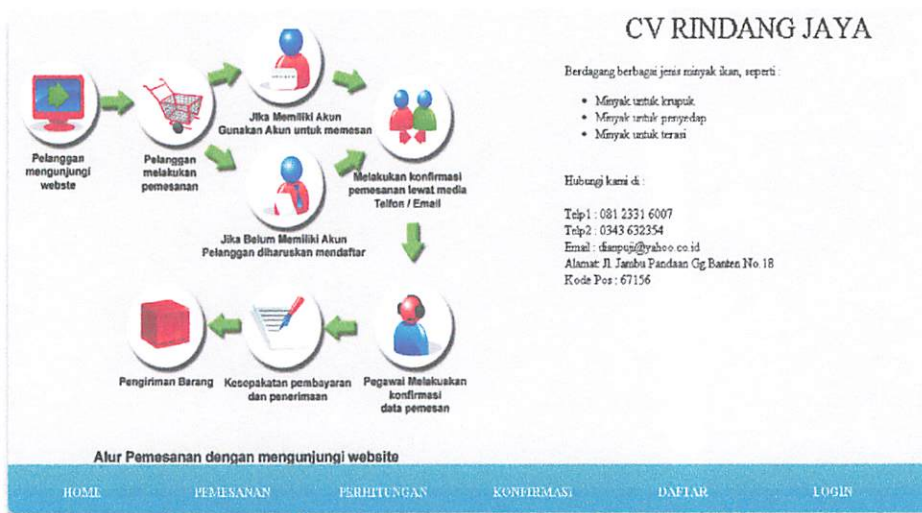 Pelanggan
mengunjungi
webste
Pelanggan
melakukan
pemesanan
Jika Memiliki Akun
Gunakan Akun untuk memesan
Jika Belum Memiliki Akun
Pelanggan diharuskan mendaftar
Melakukan konfirmasi
pemesanan lewat media
Telfon / Email
Pegawai Melakuakan
konfirmasi
data pemesan
Kesepakatan pembayaran
dan penerimaan
Pengiriman Barang
Alur Pemesanan dengan mengunjungi website
CV RINDANG JAYA
Berdagang berbagai jenis minyak ikan, seperti :
• Minyak untuk krupuk
• Minyak untuk penyedap
• Minyak untuk terasi
Hubungi kami di :
Telp1 : 081 2331 6007
Telp2 : 0343 632354
Email : dianpuji@yahoo.co.id
Alamat: Jl. Jambu Pandaan Gg Banten No.18
Kode Pos : 67156
HOME PEMESANAN PERHITUNGAN KONFIRMASI DAFTAR LOGIN